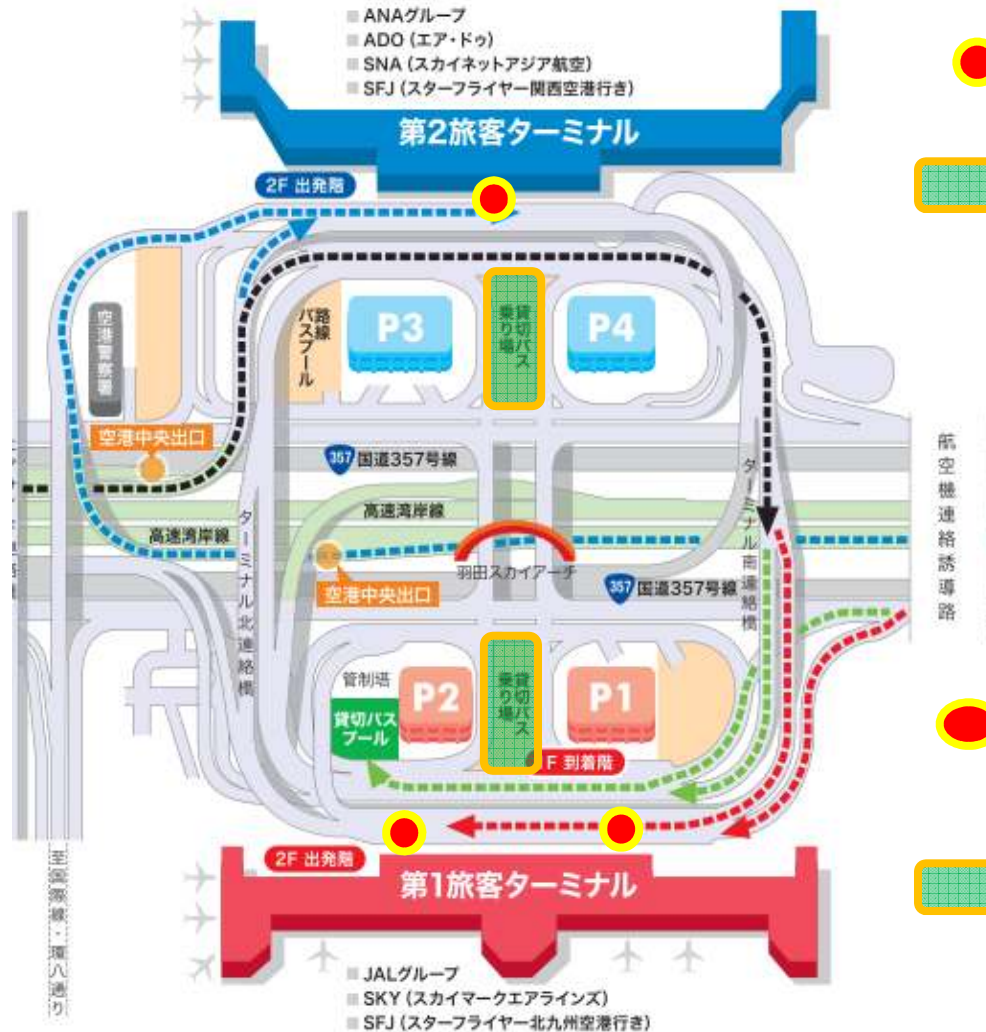 ■ ANAグループ
■ ADO (エア・ドゥ)
■ SNA (スカイネットアジア航空)
■ SFJ (スターフライヤー関西空港行き)
第2旅客ターミナル
2F 出発階
空港警察署
路線
バスプール
P3
貸切バス
乗り場
P4
空港中央出口
357 国道357号線
高速湾岸線
高速湾岸線
ターミナル北連絡橋
ターミナル南連絡橋
航空機連絡誘導路
羽田スカイアーチ
空港中央出口
357 国道357号線
管制塔
貸切バス
プール
P2
貸切バス
乗り場
P1
F 到着階
2F 出発階
第1旅客ターミナル
至国際線・環八通り
■ JALグループ
■ SKY (スカイマークエアラインズ)
■ SFJ (スターフライヤー北九州空港行き)